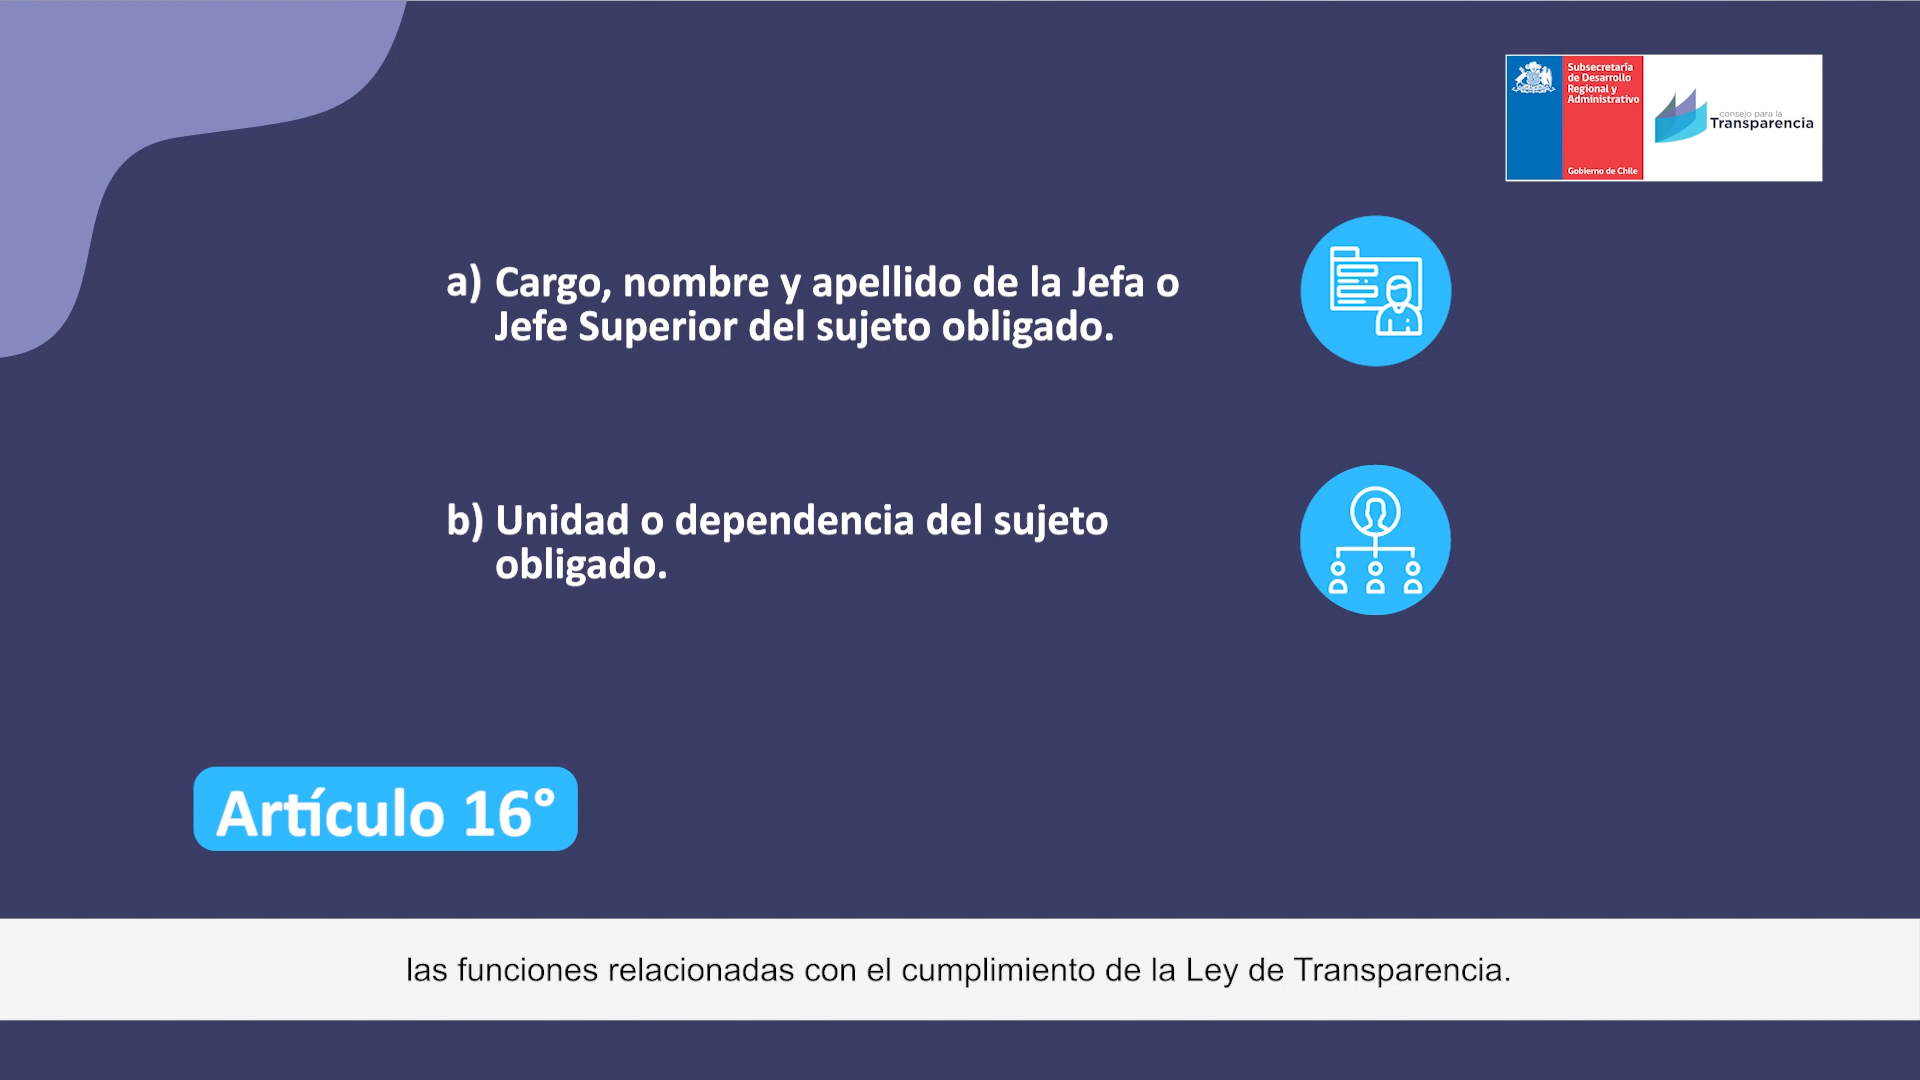 Subsecretaría
de Desarrollo
Regional y
Administrativo
Gobierno de Chile
consejo para la
Transparencia
a) Cargo, nombre y apellido de la Jefa o
Jefe Superior del sujeto obligado.
b) Unidad o dependencia del sujeto
obligado.
Artículo 16°
las funciones relacionadas con el cumplimiento de la Ley de Transparencia.